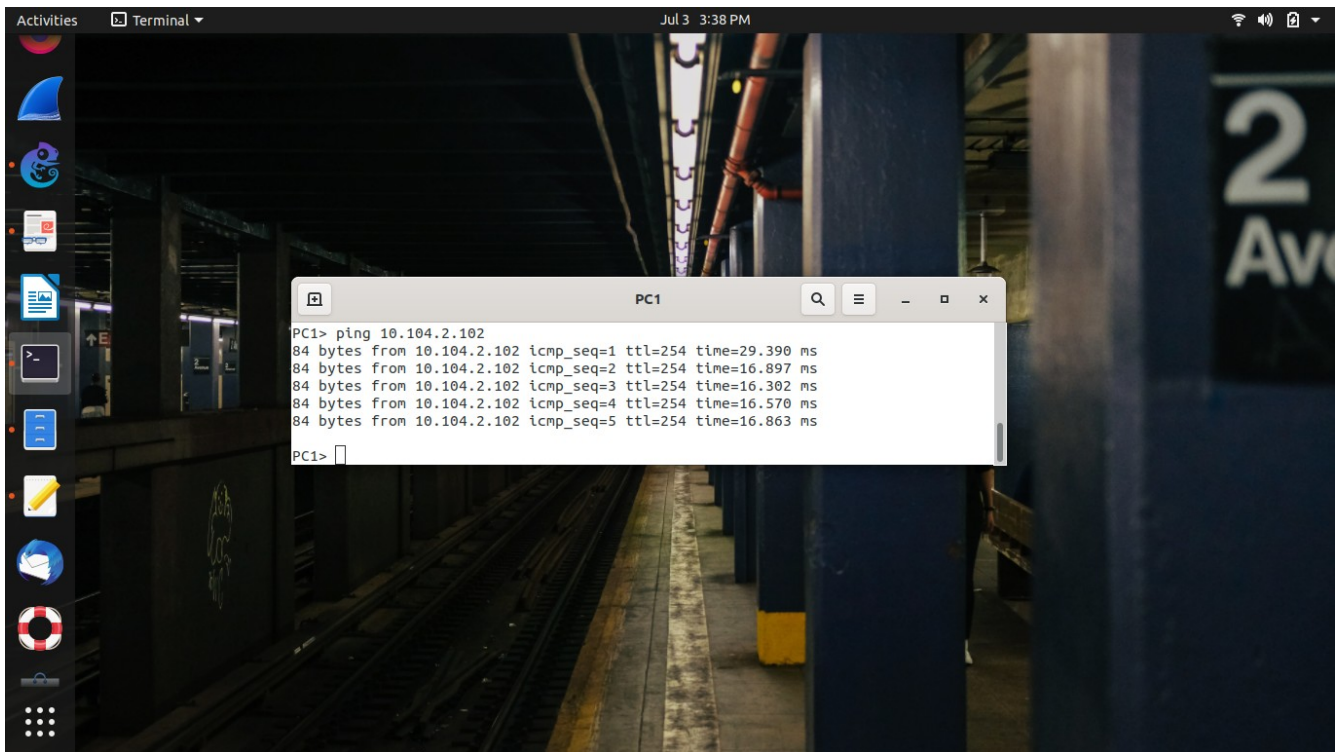 Activities
Terminal
Jul 3 3:38 PM
2
Av
PC1
PC1> ping 10.104.2.102
84 bytes from 10.104.2.102 icmp_seq=1 ttl=254 time=29.390 ms
84 bytes from 10.104.2.102 icmp_seq=2 ttl=254 time=16.897 ms
84 bytes from 10.104.2.102 icmp_seq=3 ttl=254 time=16.302 ms
84 bytes from 10.104.2.102 icmp_seq=4 ttl=254 time=16.570 ms
84 bytes from 10.104.2.102 icmp_seq=5 ttl=254 time=16.863 ms
PC1>